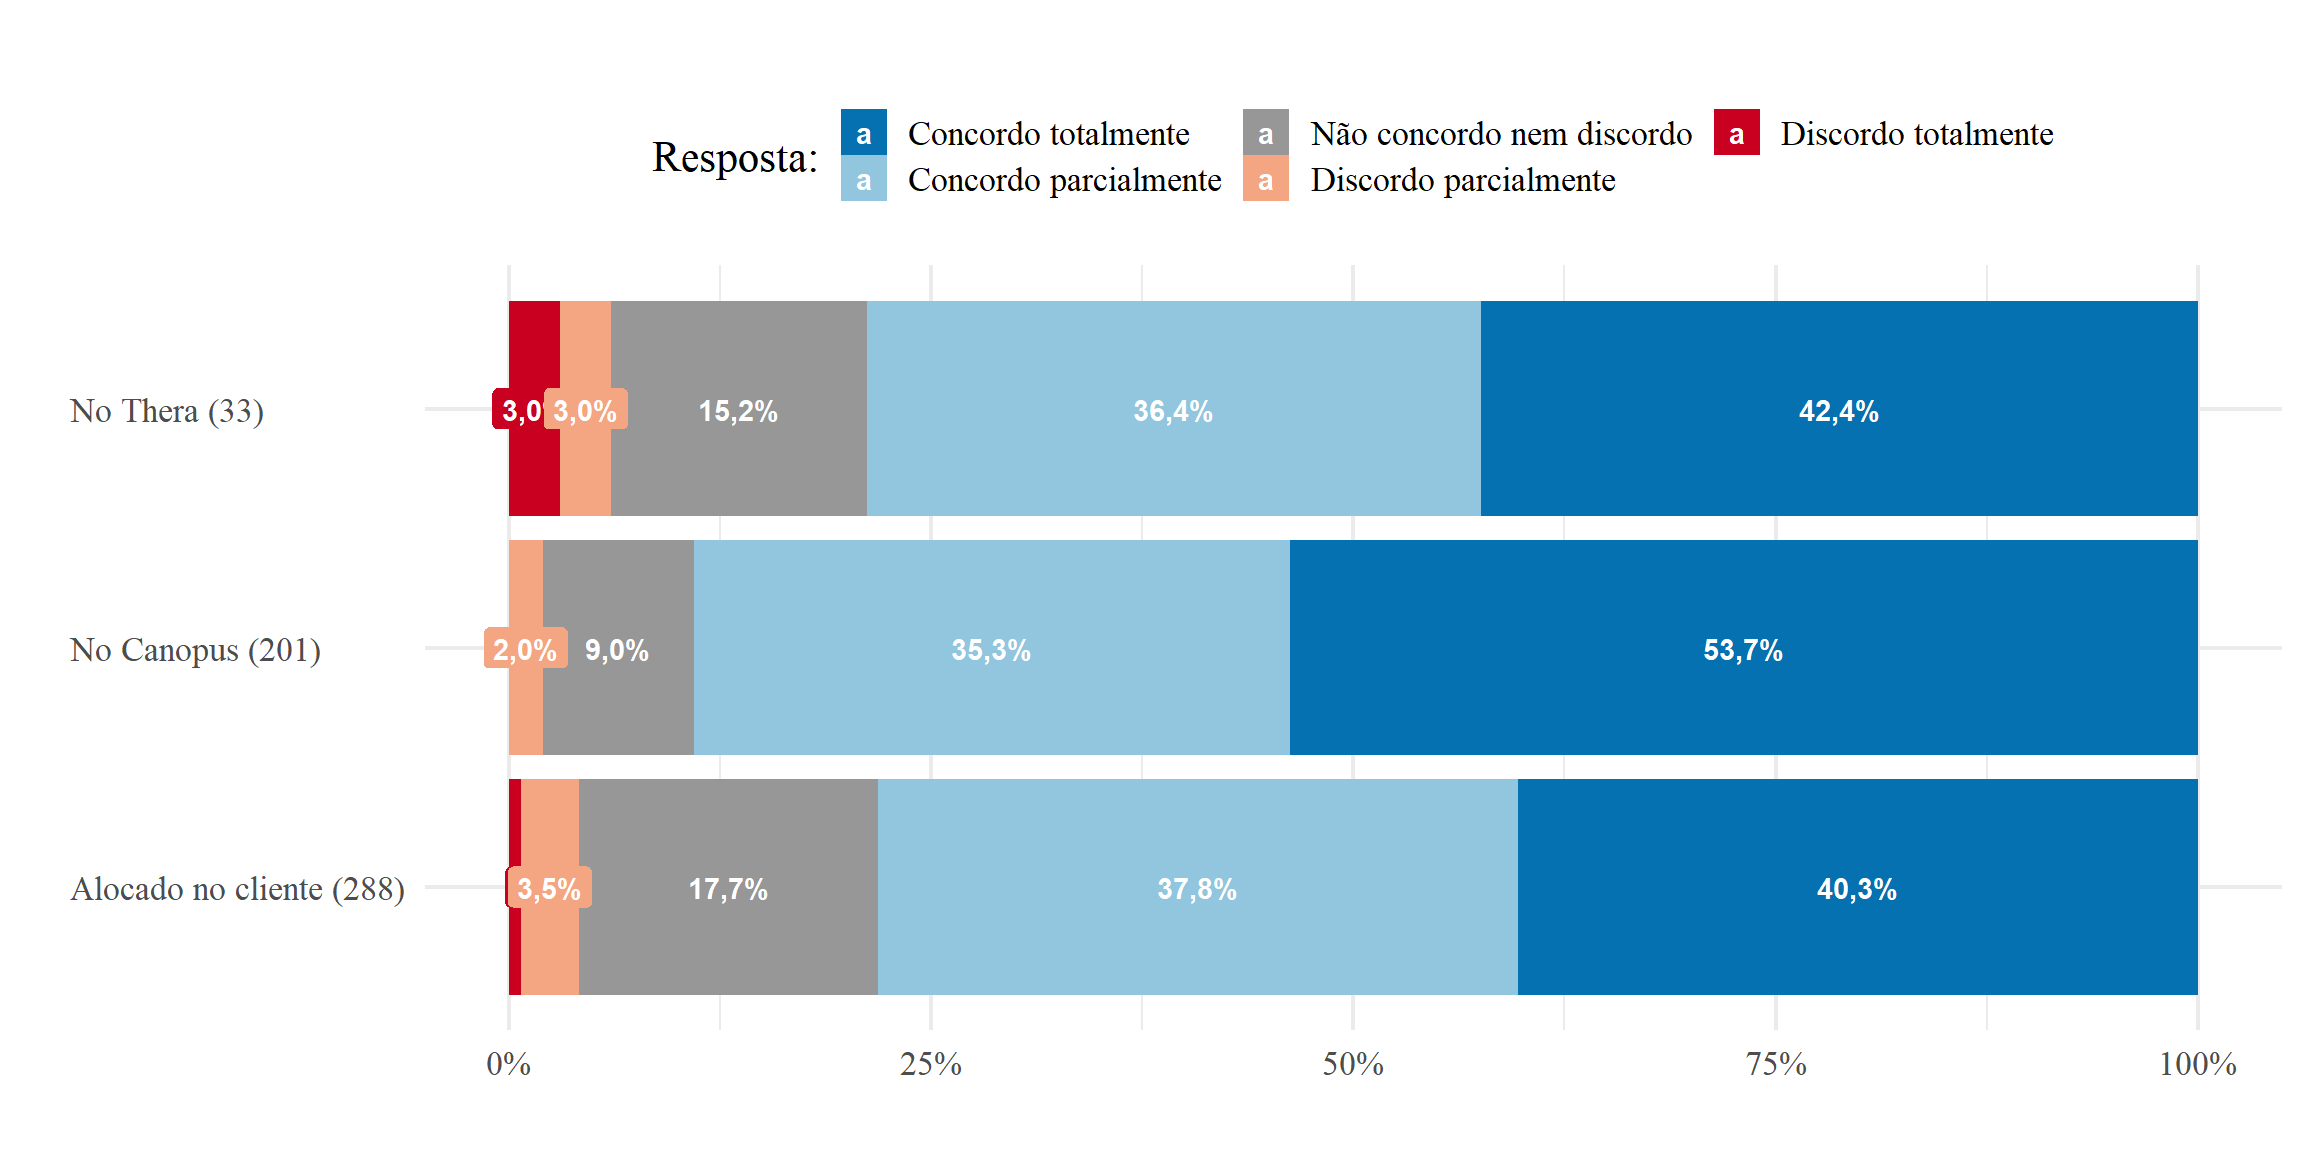 Resposta:
a Concordo totalmente a Não concordo nem discordo a Discordo totalmente
a Concordo parcialmente a Discordo parcialmente
No Thera (33) 3,0 3,0% 15,2% 36,4% 42,4%
No Canopus (201) 2,0% 9,0% 35,3% 53,7%
Alocado no cliente (288) 3,5% 17,7% 37,8% 40,3%
0% 25% 50% 75% 100%